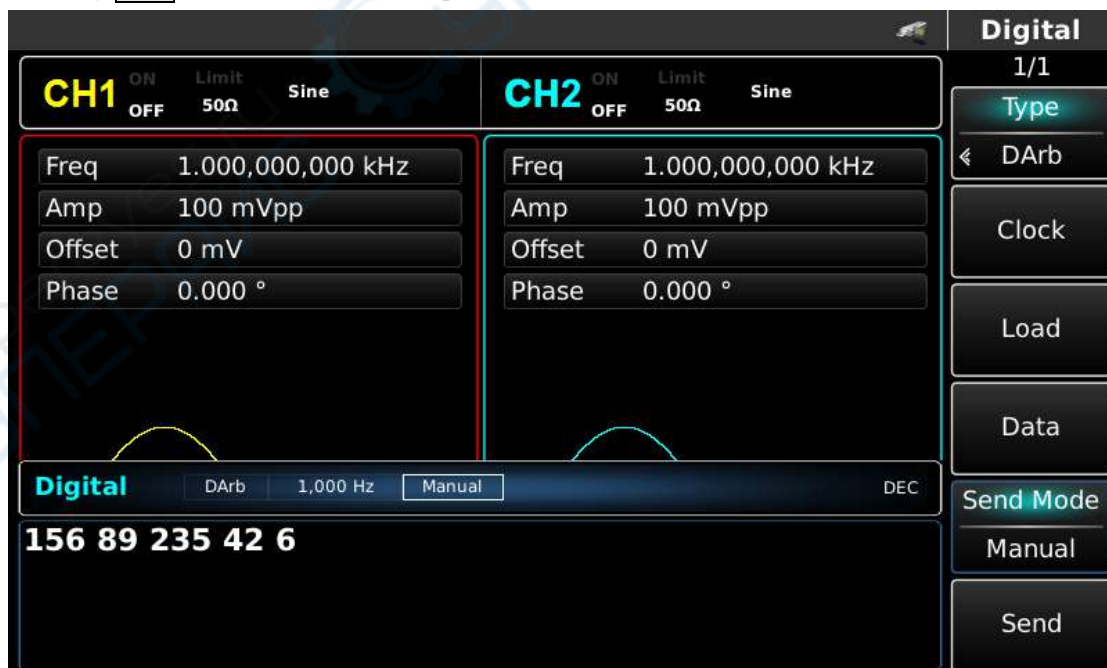 Digital
1/1
CH1 ON OFF Limit 50Ω Sine
CH2 ON OFF Limit 50Ω Sine
Type
DArb
Freq 1.000,000,000 kHz
Amp 100 mVpp
Offset 0 mV
Phase 0.000 °
Freq 1.000,000,000 kHz
Amp 100 mVpp
Offset 0 mV
Phase 0.000 °
Clock
Load
Data
Digital DArb 1,000 Hz Manual DEC
156 89 235 42 6
Send Mode
Manual
Send